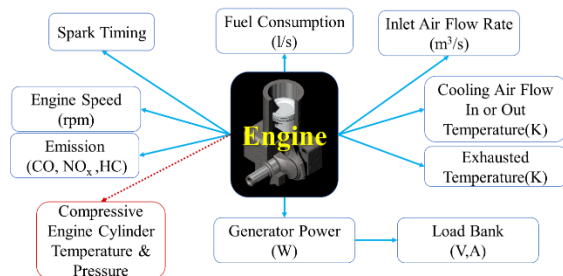 Spark Timing
Fuel Consumption
(l/s)
Inlet Air Flow Rate
(m³/s)
Engine Speed
(rpm)
Emission
(CO, NOₓ ,HC)
Engine
Cooling Air Flow
In or Out
Temperature(K)
Exhausted
Temperature(K)
Compressive
Engine Cylinder
Temperature &
Pressure
Generator Power
(W)
Load Bank
(V,A)